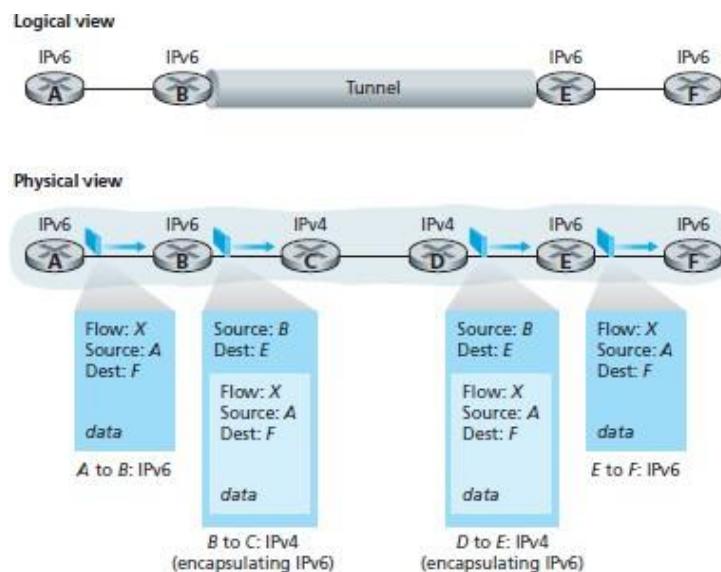 Logical view
IPv6 IPv6 IPv6 IPv6
A B Tunnel E F
Physical view
IPv6 IPv6 IPv4 IPv4 IPv6 IPv6
A B C D E F
Flow: X
Source: A
Dest: F
data
A to B: IPv6
Source: B
Dest: E
Flow: X
Source: A
Dest: F
data
B to C: IPv4
(encapsulating IPv6)
Source: B
Dest: E
Flow: X
Source: A
Dest: F
data
D to E: IPv4
(encapsulating IPv6)
Flow: X
Source: A
Dest: F
data
E to F: IPv6